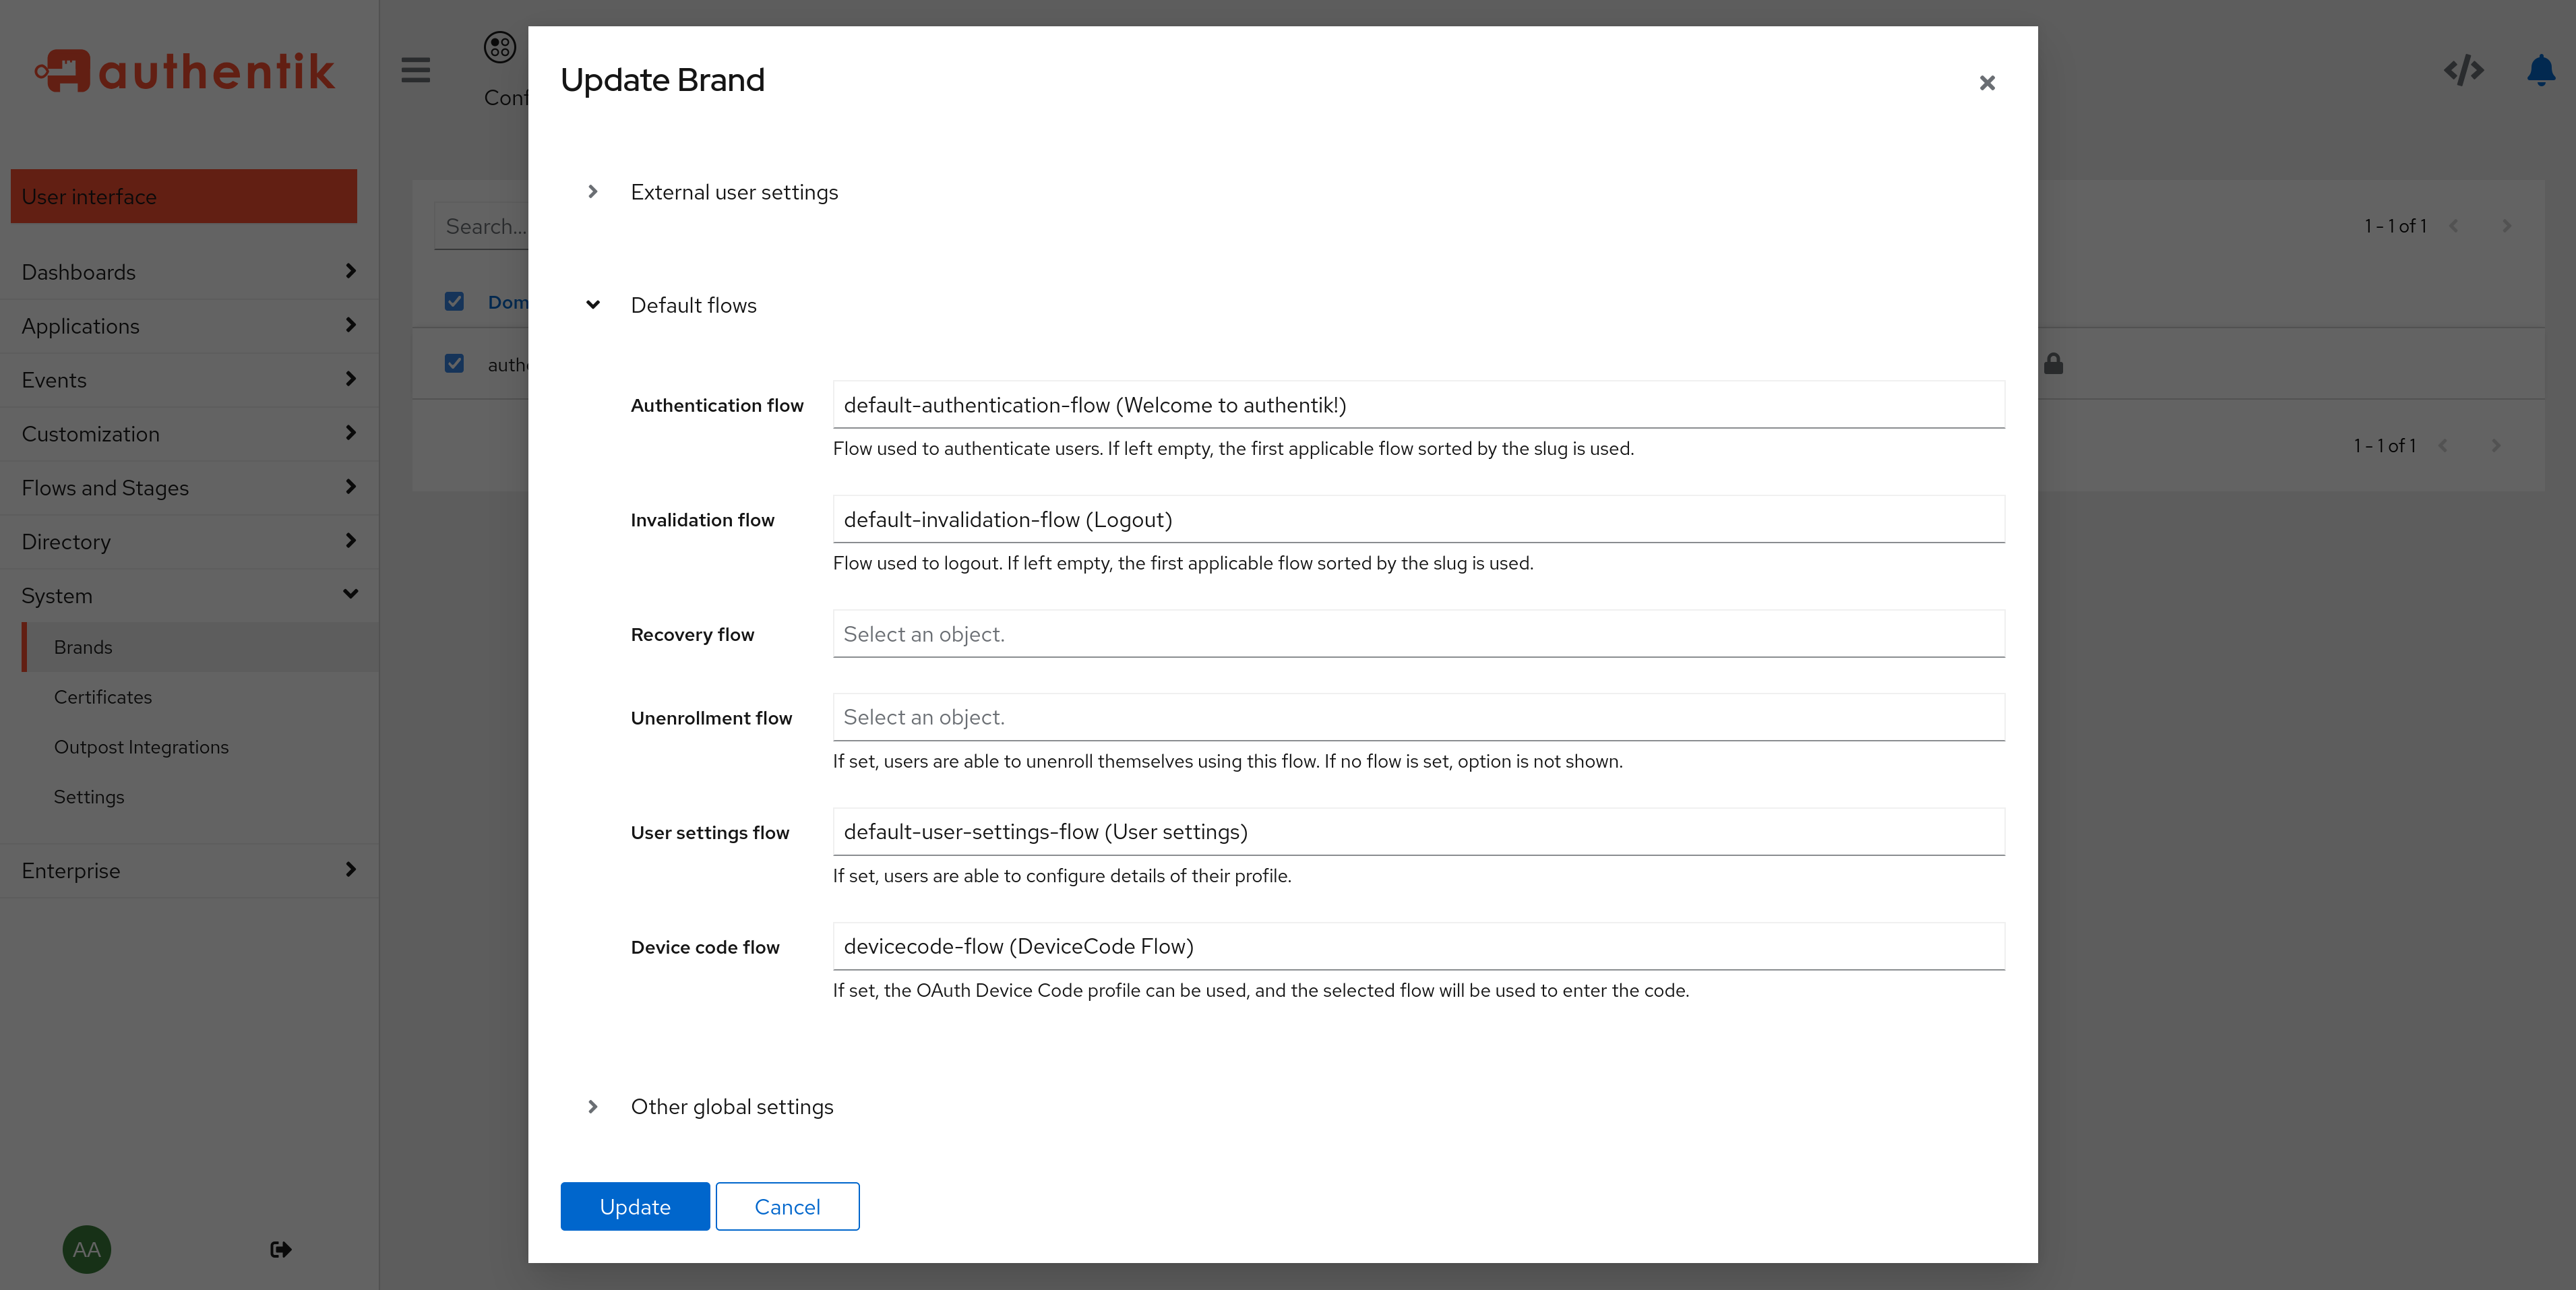 authentik
User interface
Dashboards
Applications
Events
Customization
Flows and Stages
Directory
System
Brands
Certificates
Outpost Integrations
Settings
Enterprise
AA
Search...
1 - 1 of 1
1 - 1 of 1
Update Brand
External user settings
Default flows
Authentication flow
default-authentication-flow (Welcome to authentik!)
Flow used to authenticate users. If left empty, the first applicable flow sorted by the slug is used.
Invalidation flow
default-invalidation-flow (Logout)
Flow used to logout. If left empty, the first applicable flow sorted by the slug is used.
Recovery flow
Select an object.
Unenrollment flow
Select an object.
If set, users are able to unenroll themselves using this flow. If no flow is set, option is not shown.
User settings flow
default-user-settings-flow (User settings)
If set, users are able to configure details of their profile.
Device code flow
devicecode-flow (DeviceCode Flow)
If set, the OAuth Device Code profile can be used, and the selected flow will be used to enter the code.
Other global settings
Update
Cancel